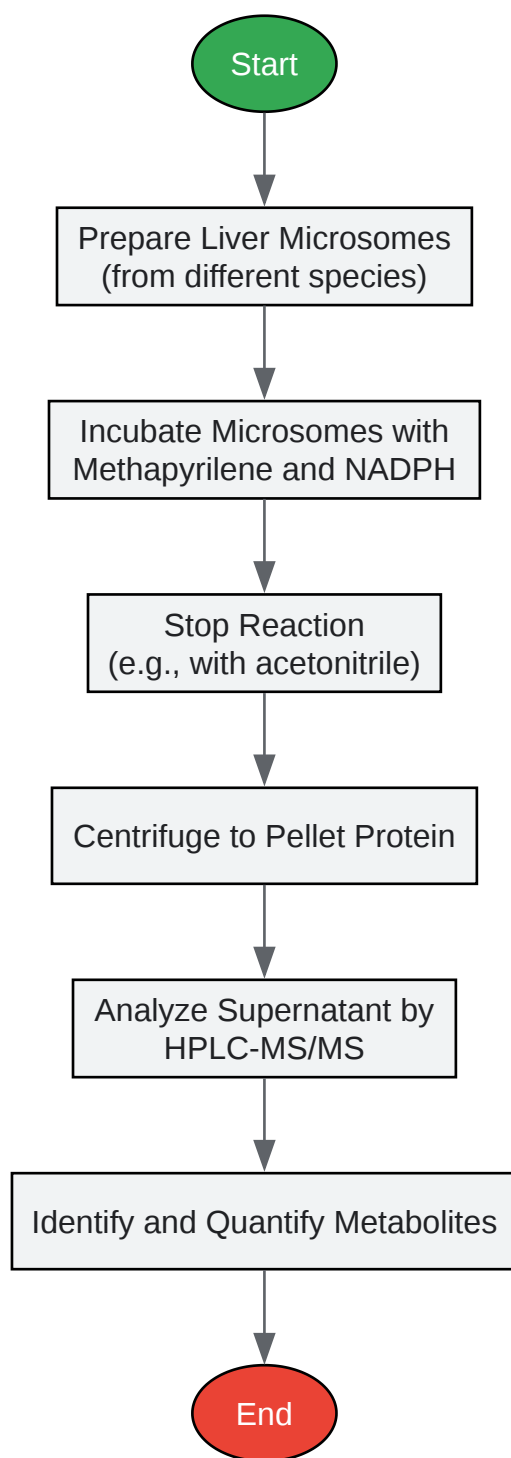 Start
Prepare Liver Microsomes
(from different species)
Incubate Microsomes with
Methapyrilene and NADPH
Stop Reaction
(e.g., with acetonitrile)
Centrifuge to Pellet Protein
Analyze Supernatant by
HPLC-MS/MS
Identify and Quantify Metabolites
End